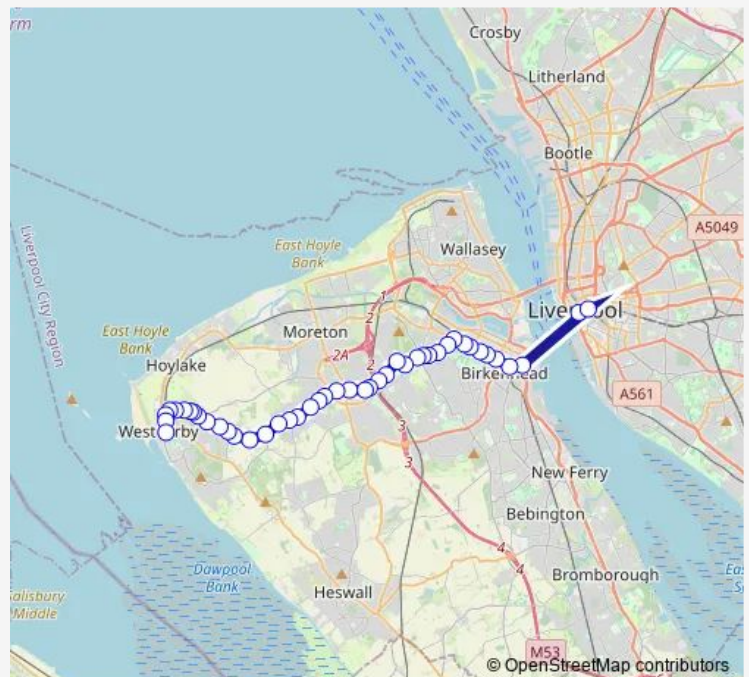 Crosby
rm
Litherland
Bootle
A5049
East Hoyle
Bank
Wallasey
Liverpool City Region
1
2
Liverpool
East Hoyle
Bank
Moreton
2A
2
Hoylake
Birkenhead
A561
West Kirby
3
3
New Ferry
Bebington
4
4
Dawpool
Bank
Bromborough
Heswall
Salisbury
Middle
M53
© OpenStreetMap contributors